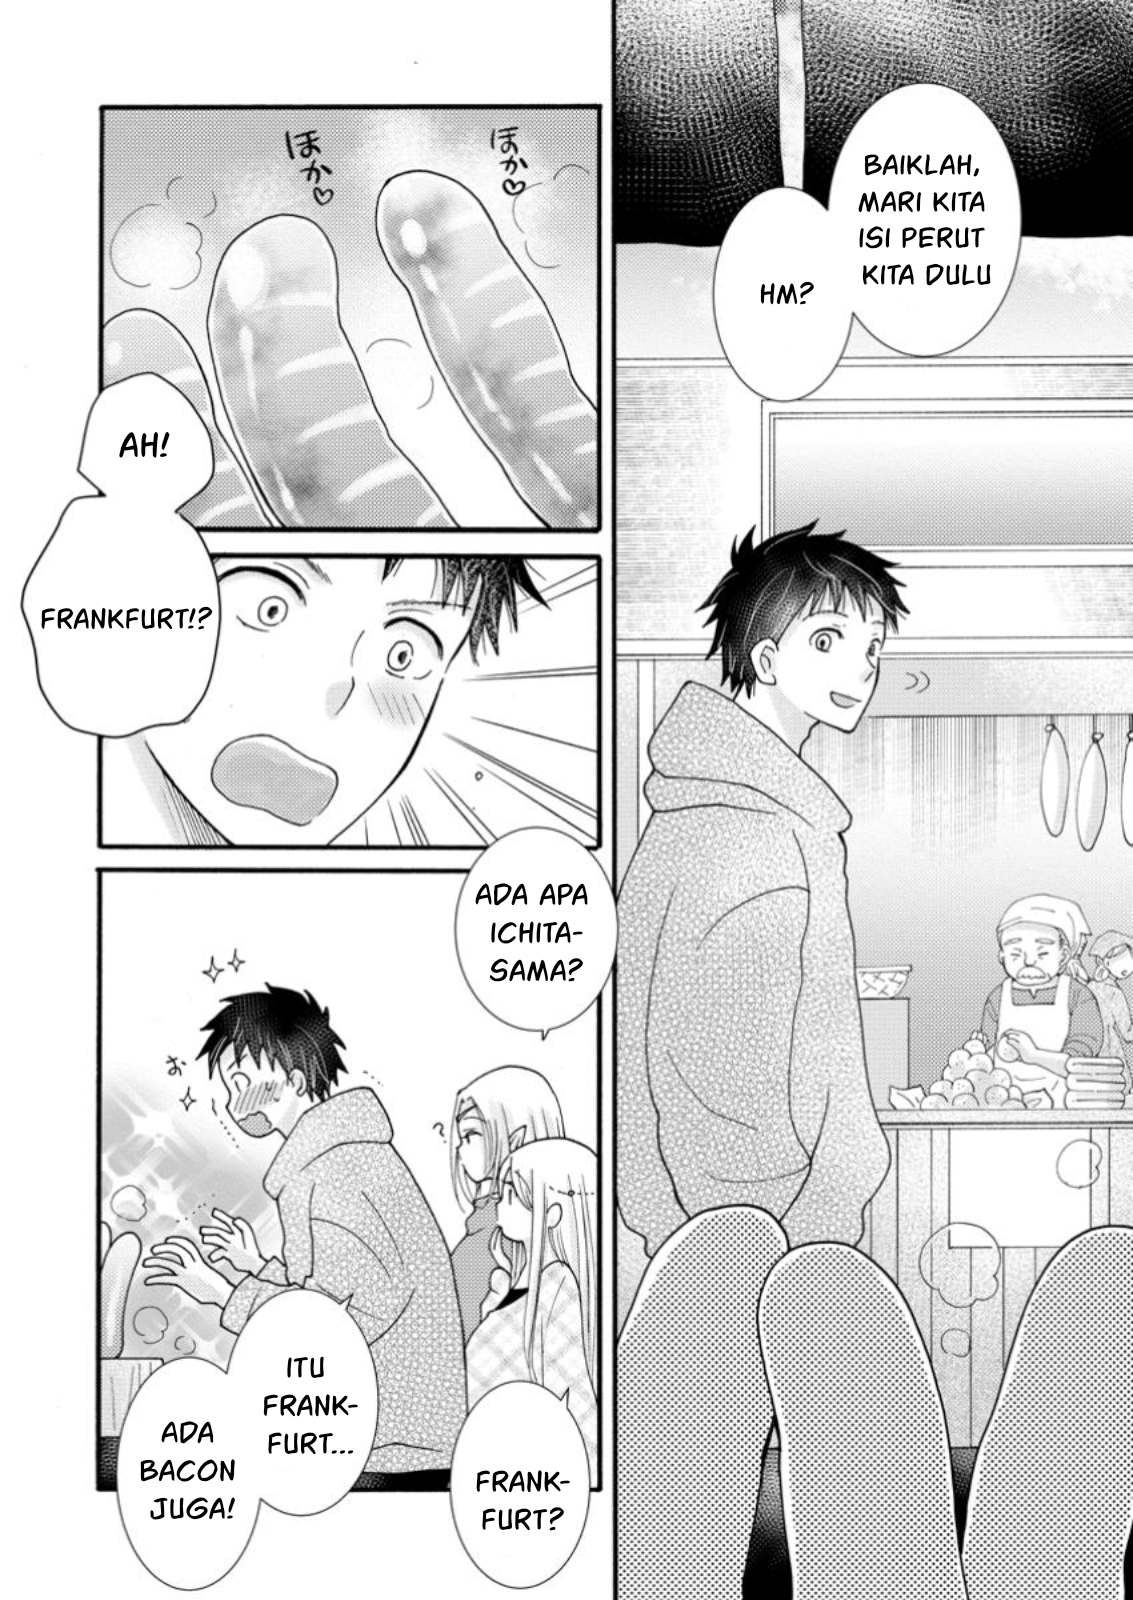 BAIKLAH,
MARI KITA
ISI PERUT
KITA DULU
HM?
ほか♡
ほか♡
AH!
FRANKFURT!?
ADA APA
ICHITA-
SAMA?
お
?
ITU
FRANK-
FURT...
ADA
BACON
JUGA!
FRANK-
FURT?